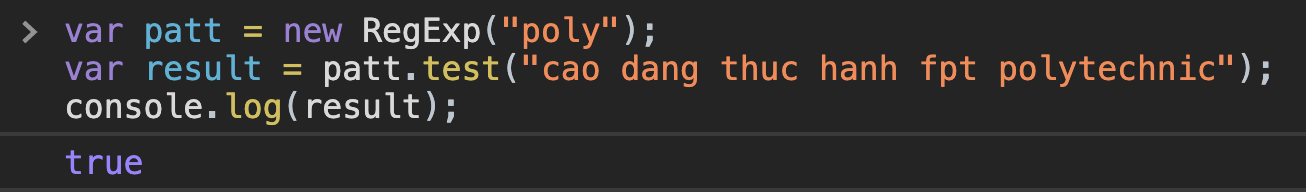 > var patt = new RegExp("poly");
var result = patt.test("cao dang thuc hanh fpt polytechnic");
console.log(result);
true